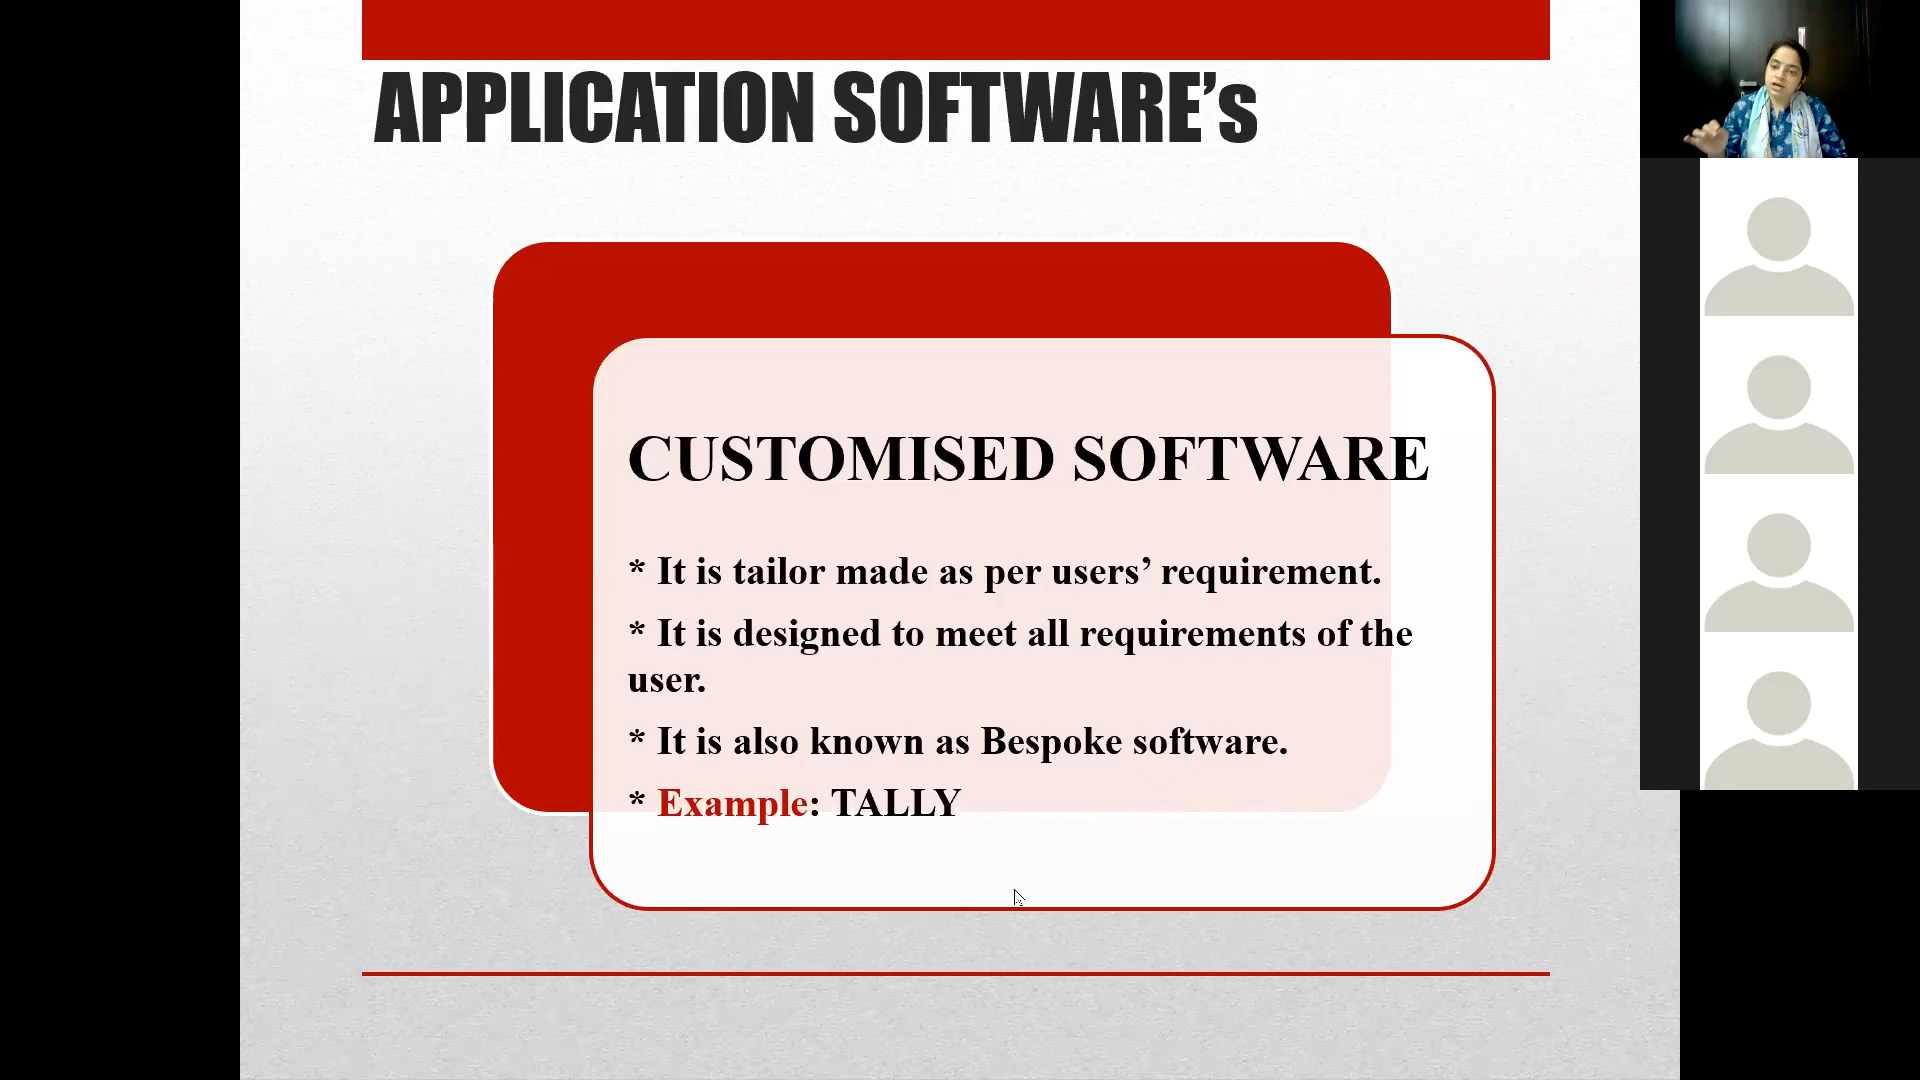 APPLICATION SOFTWARE’s
CUSTOMISED SOFTWARE
* It is tailor made as per users’ requirement.
* It is designed to meet all requirements of the
user.
* It is also known as Bespoke software.
* Example: TALLY